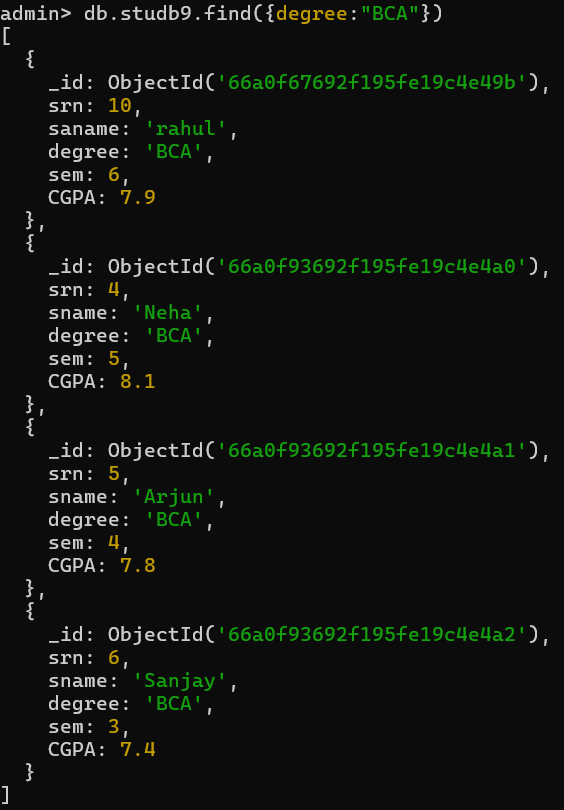 admin> db.studb9.find({degree:"BCA"})
[
  {
    _id: ObjectId('66a0f67692f195fe19c4e49b'),
    srn: 10,
    saname: 'rahul',
    degree: 'BCA',
    sem: 6,
    CGPA: 7.9
  },
  {
    _id: ObjectId('66a0f93692f195fe19c4e4a0'),
    srn: 4,
    sname: 'Neha',
    degree: 'BCA',
    sem: 5,
    CGPA: 8.1
  },
  {
    _id: ObjectId('66a0f93692f195fe19c4e4a1'),
    srn: 5,
    sname: 'Arjun',
    degree: 'BCA',
    sem: 4,
    CGPA: 7.8
  },
  {
    _id: ObjectId('66a0f93692f195fe19c4e4a2'),
    srn: 6,
    sname: 'Sanjay',
    degree: 'BCA',
    sem: 3,
    CGPA: 7.4
  }
]